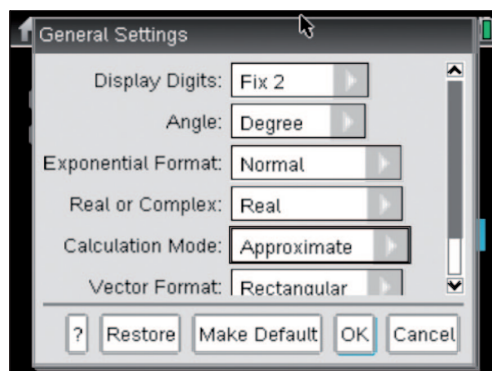 General Settings
Display Digits: Fix 2
Angle: Degree
Exponential Format: Normal
Real or Complex: Real
Calculation Mode: Approximate
Vector Format: Rectangular
? Restore Make Default OK Cancel